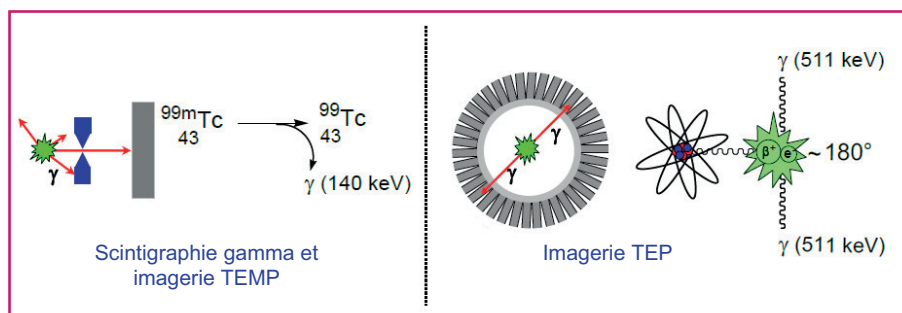 γ
99m
43
Tc
99
43
Tc
γ (140 keV)
Scintigraphie gamma et
imagerie TEMP
γ
γ
Imagerie TEP
γ (511 keV)
β+ e-
~ 180°
γ (511 keV)